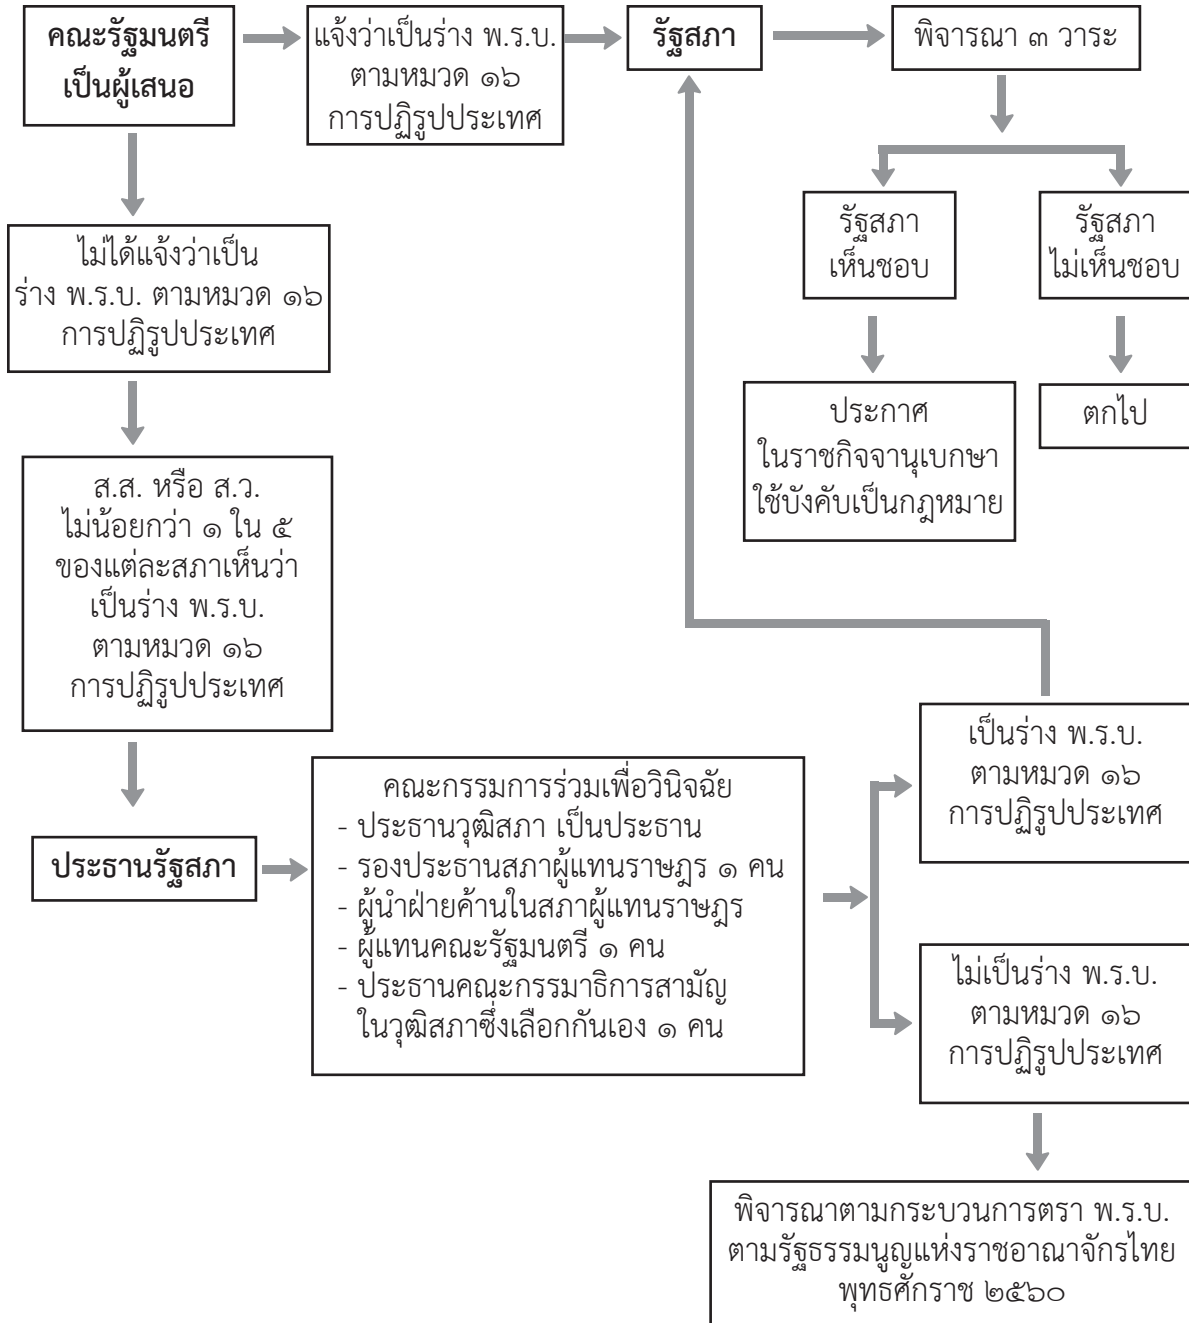 คณะรัฐมนตรี
เป็นผู้เสนอ
แจ้งว่าเป็นร่าง พ.ร.บ.
ตามหมวด ๑๖
การปฏิรูปประเทศ
รัฐสภา
พิจารณา ๓ วาระ
รัฐสภา
เห็นชอบ
รัฐสภา
ไม่เห็นชอบ
ประกาศ
ในราชกิจจานุเบกษา
ใช้บังคับเป็นกฎหมาย
ตกไป
ไม่ได้แจ้งว่าเป็น
ร่าง พ.ร.บ. ตามหมวด ๑๖
การปฏิรูปประเทศ
ส.ส. หรือ ส.ว.
ไม่น้อยกว่า ๑ ใน ๕
ของแต่ละสภาเห็นว่า
เป็นร่าง พ.ร.บ.
ตามหมวด ๑๖
การปฏิรูปประเทศ
ประธานรัฐสภา
คณะกรรมการร่วมเพื่อวินิจฉัย
- ประธานวุฒิสภา เป็นประธาน
- รองประธานสภาผู้แทนราษฎร ๑ คน
- ผู้นำฝ่ายค้านในสภาผู้แทนราษฎร
- ผู้แทนคณะรัฐมนตรี ๑ คน
- ประธานคณะกรรมาธิการสามัญ
ในวุฒิสภาซึ่งเลือกกันเอง ๑ คน
เป็นร่าง พ.ร.บ.
ตามหมวด ๑๖
การปฏิรูปประเทศ
ไม่เป็นร่าง พ.ร.บ.
ตามหมวด ๑๖
การปฏิรูปประเทศ
พิจารณาตามกระบวนการตรา พ.ร.บ.
ตามรัฐธรรมนูญแห่งราชอาณาจักรไทย
พุทธศักราช ๒๕๖๐